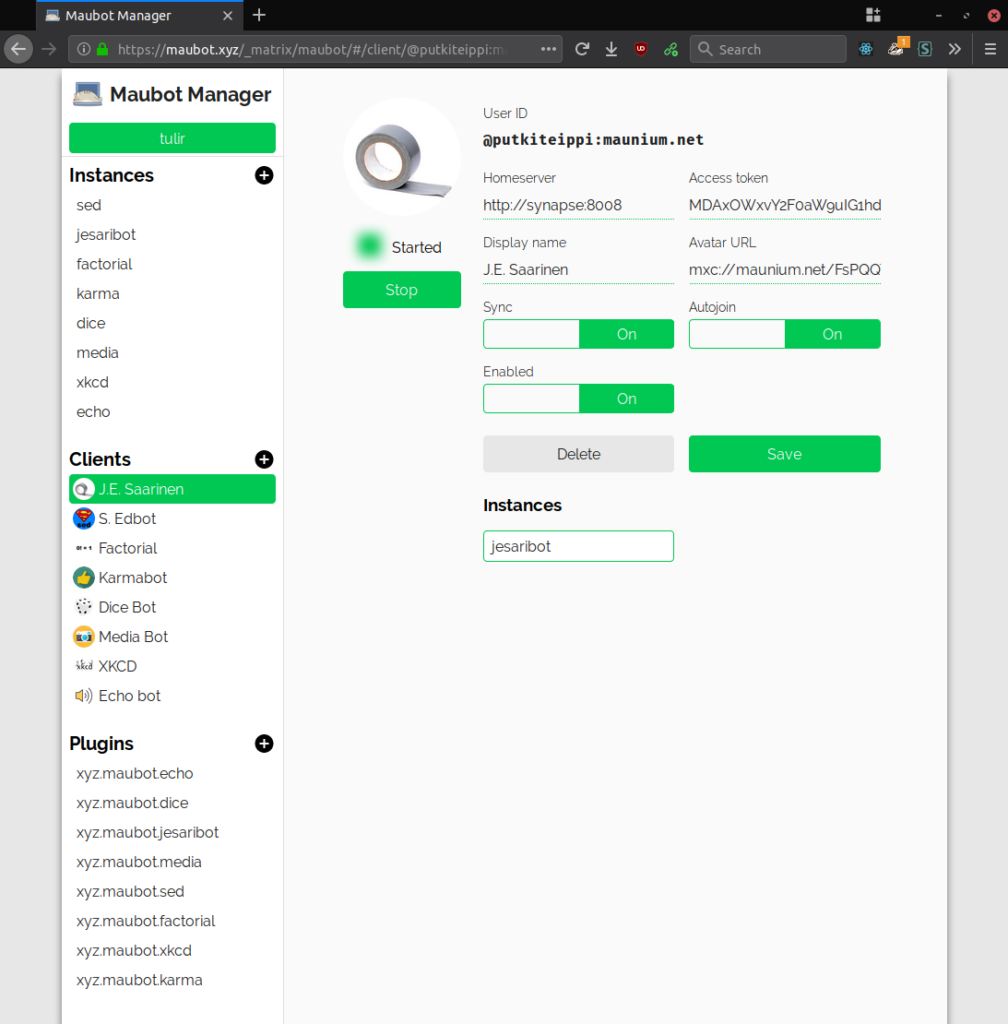 Maubot Manager
https://maubot.xyz/_matrix/maubot/#/client/@putkiteippi:m
Search
1
Maubot Manager
tulir
Instances
sed
jesaribot
factorial
karma
dice
media
xkcd
echo
Clients
J.E. Saarinen
S. Edbot
Factorial
Karmabot
Dice Bot
Media Bot
XKCD
Echo bot
Plugins
xyz.maubot.echo
xyz.maubot.dice
xyz.maubot.jesaribot
xyz.maubot.media
xyz.maubot.sed
xyz.maubot.factorial
xyz.maubot.xkcd
xyz.maubot.karma
Started
Stop
User ID
@putkiteippi:maunium.net
Homeserver
Access token
http://synapse:8008
MDAxOWxvY2F0aW9uIG1hd
Display name
Avatar URL
J.E. Saarinen
mxc://maunium.net/FsPQQ
Sync
Autojoin
On
On
Enabled
On
Delete
Save
Instances
jesaribot